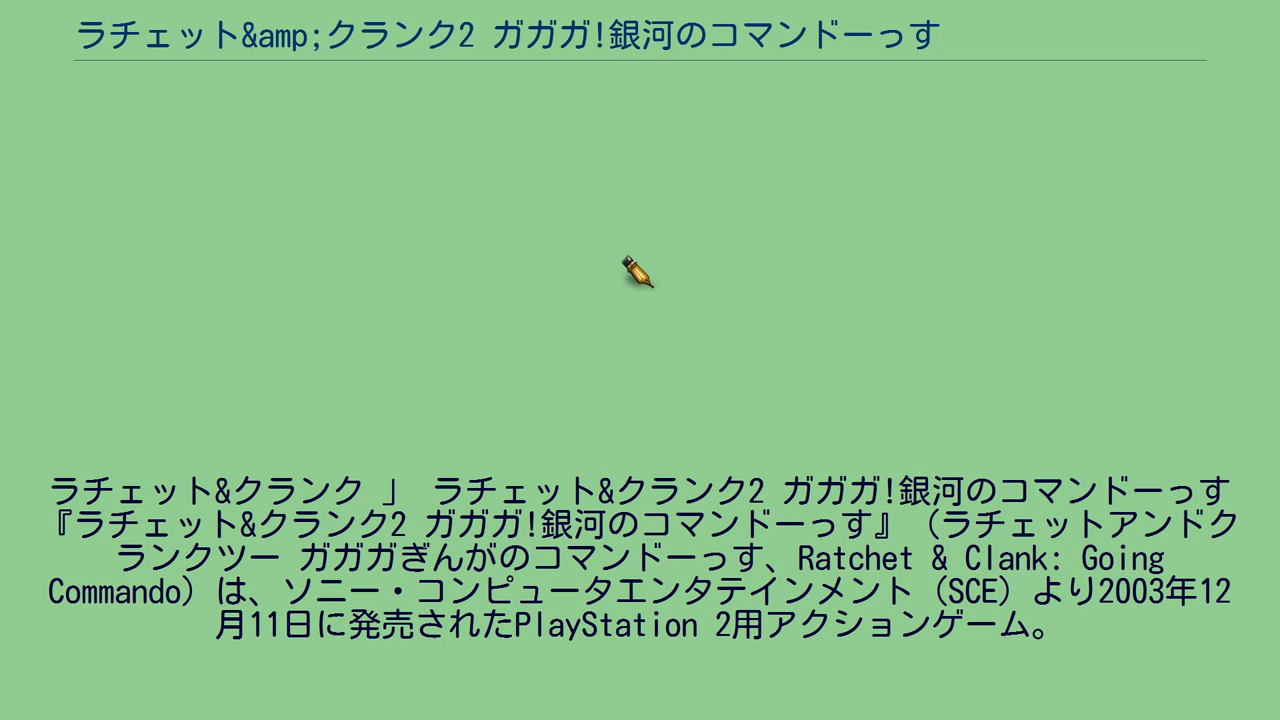 ラチェット&amp;クランク2 ガガガ!銀河のコマンドーっす
ラチェット&クランク 」 ラチェット&クランク2 ガガガ!銀河のコマンドーっす
『ラチェット&クランク2 ガガガ!銀河のコマンドーっす』（ラチェットアンドク
ランクツー ガガガぎんがのコマンドーっす、Ratchet & Clank: Going
Commando）は、ソニー・コンピュータエンタテインメント（SCE）より2003年12
月11日に発売されたPlayStation 2用アクションゲーム。